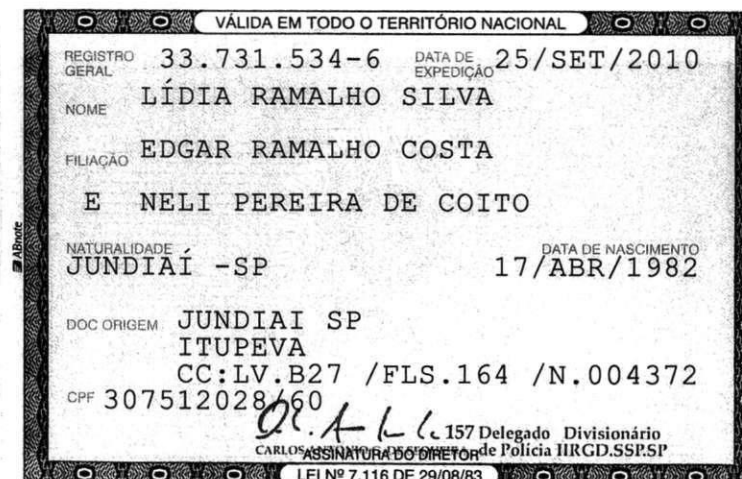 VÁLIDA EM TODO O TERRITÓRIO NACIONAL
REGISTRO GERAL 33.731.534-6 DATA DE EXPEDIÇÃO 25/SET/2010
NOME LÍDIA RAMALHO SILVA
FILIAÇÃO EDGAR RAMALHO COSTA
E NELI PEREIRA DE COITO
NATURALIDADE DATA DE NASCIMENTO
JUNDIAÍ -SP 17/ABR/1982
DOC ORIGEM JUNDIAI SP
ITUPEVA
CC:LV.B27 /FLS.164 /N.004372
CPF 307512028/60
157 Delegado Divisionário
CARLOS de Polícia IIRGD.SSP.SP
ASSINATURA DO DIRETOR
LEI Nº 7.116 DE 29/08/83
ABnote